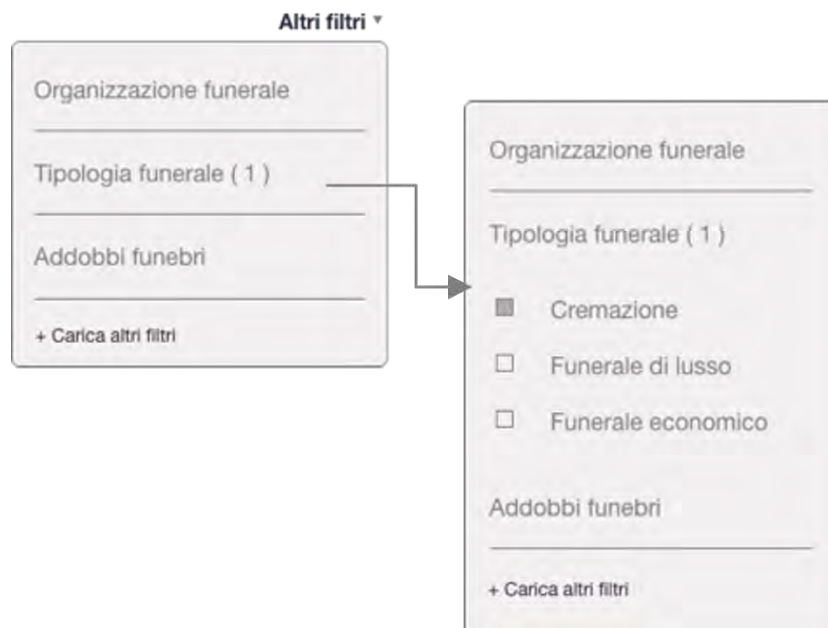 Altri filtri
Organizzazione funerale
Tipologia funerale ( 1 )
Addobbi funebri
+ Carica altri filtri
Organizzazione funerale
Tipologia funerale ( 1 )
Cremazione
Funerale di lusso
Funerale economico
Addobbi funebri
+ Carica altri filtri